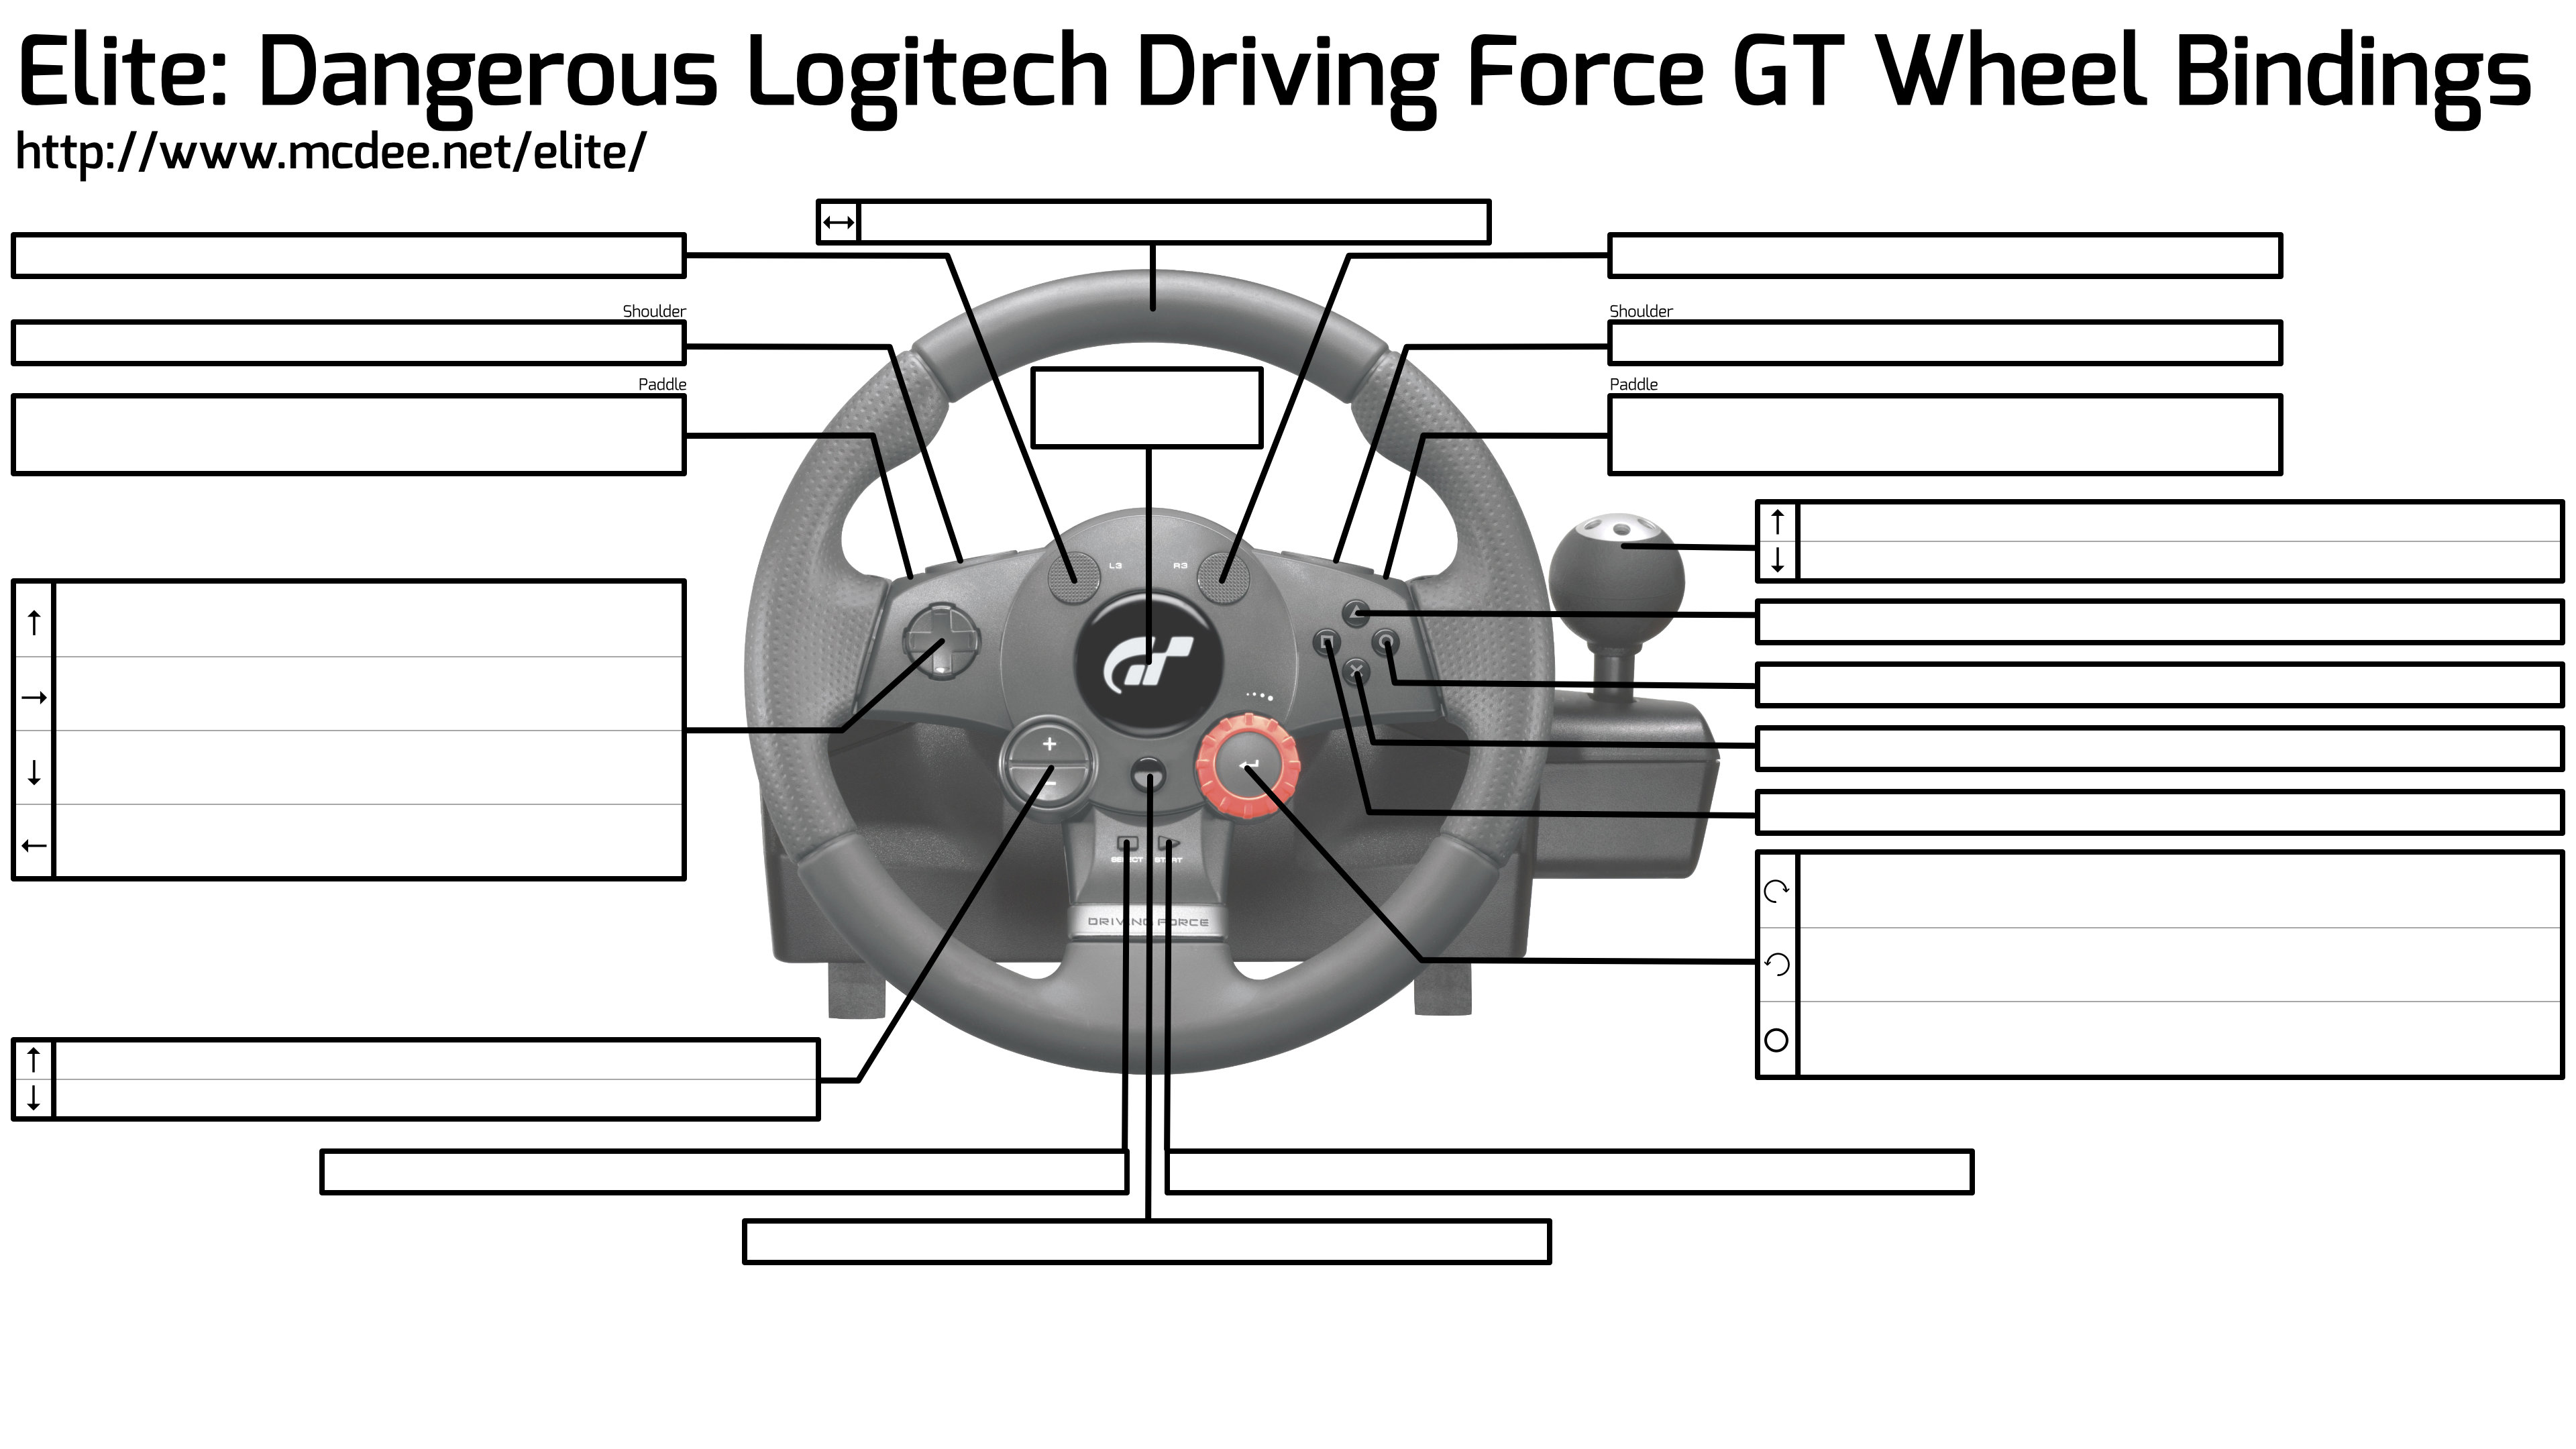 Elite: Dangerous Logitech Driving Force GT Wheel Bindings
http://www.mcdee.net/elite/
Shoulder
Shoulder
Paddle
Paddle
L3
R3
+
-
SELECT
START
DRIVING FORCE